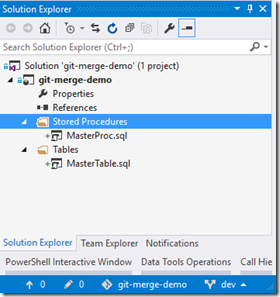 Solution Explorer
Search Solution Explorer (Ctrl+;)
Solution 'git-merge-demo' (1 project)
git-merge-demo
Properties
References
Stored Procedures
MasterProc.sql
Tables
MasterTable.sql
Solution Explorer Team Explorer Notifications
PowerShell Interactive Window Data Tools Operations Call Hie
0 0 git-merge-demo dev